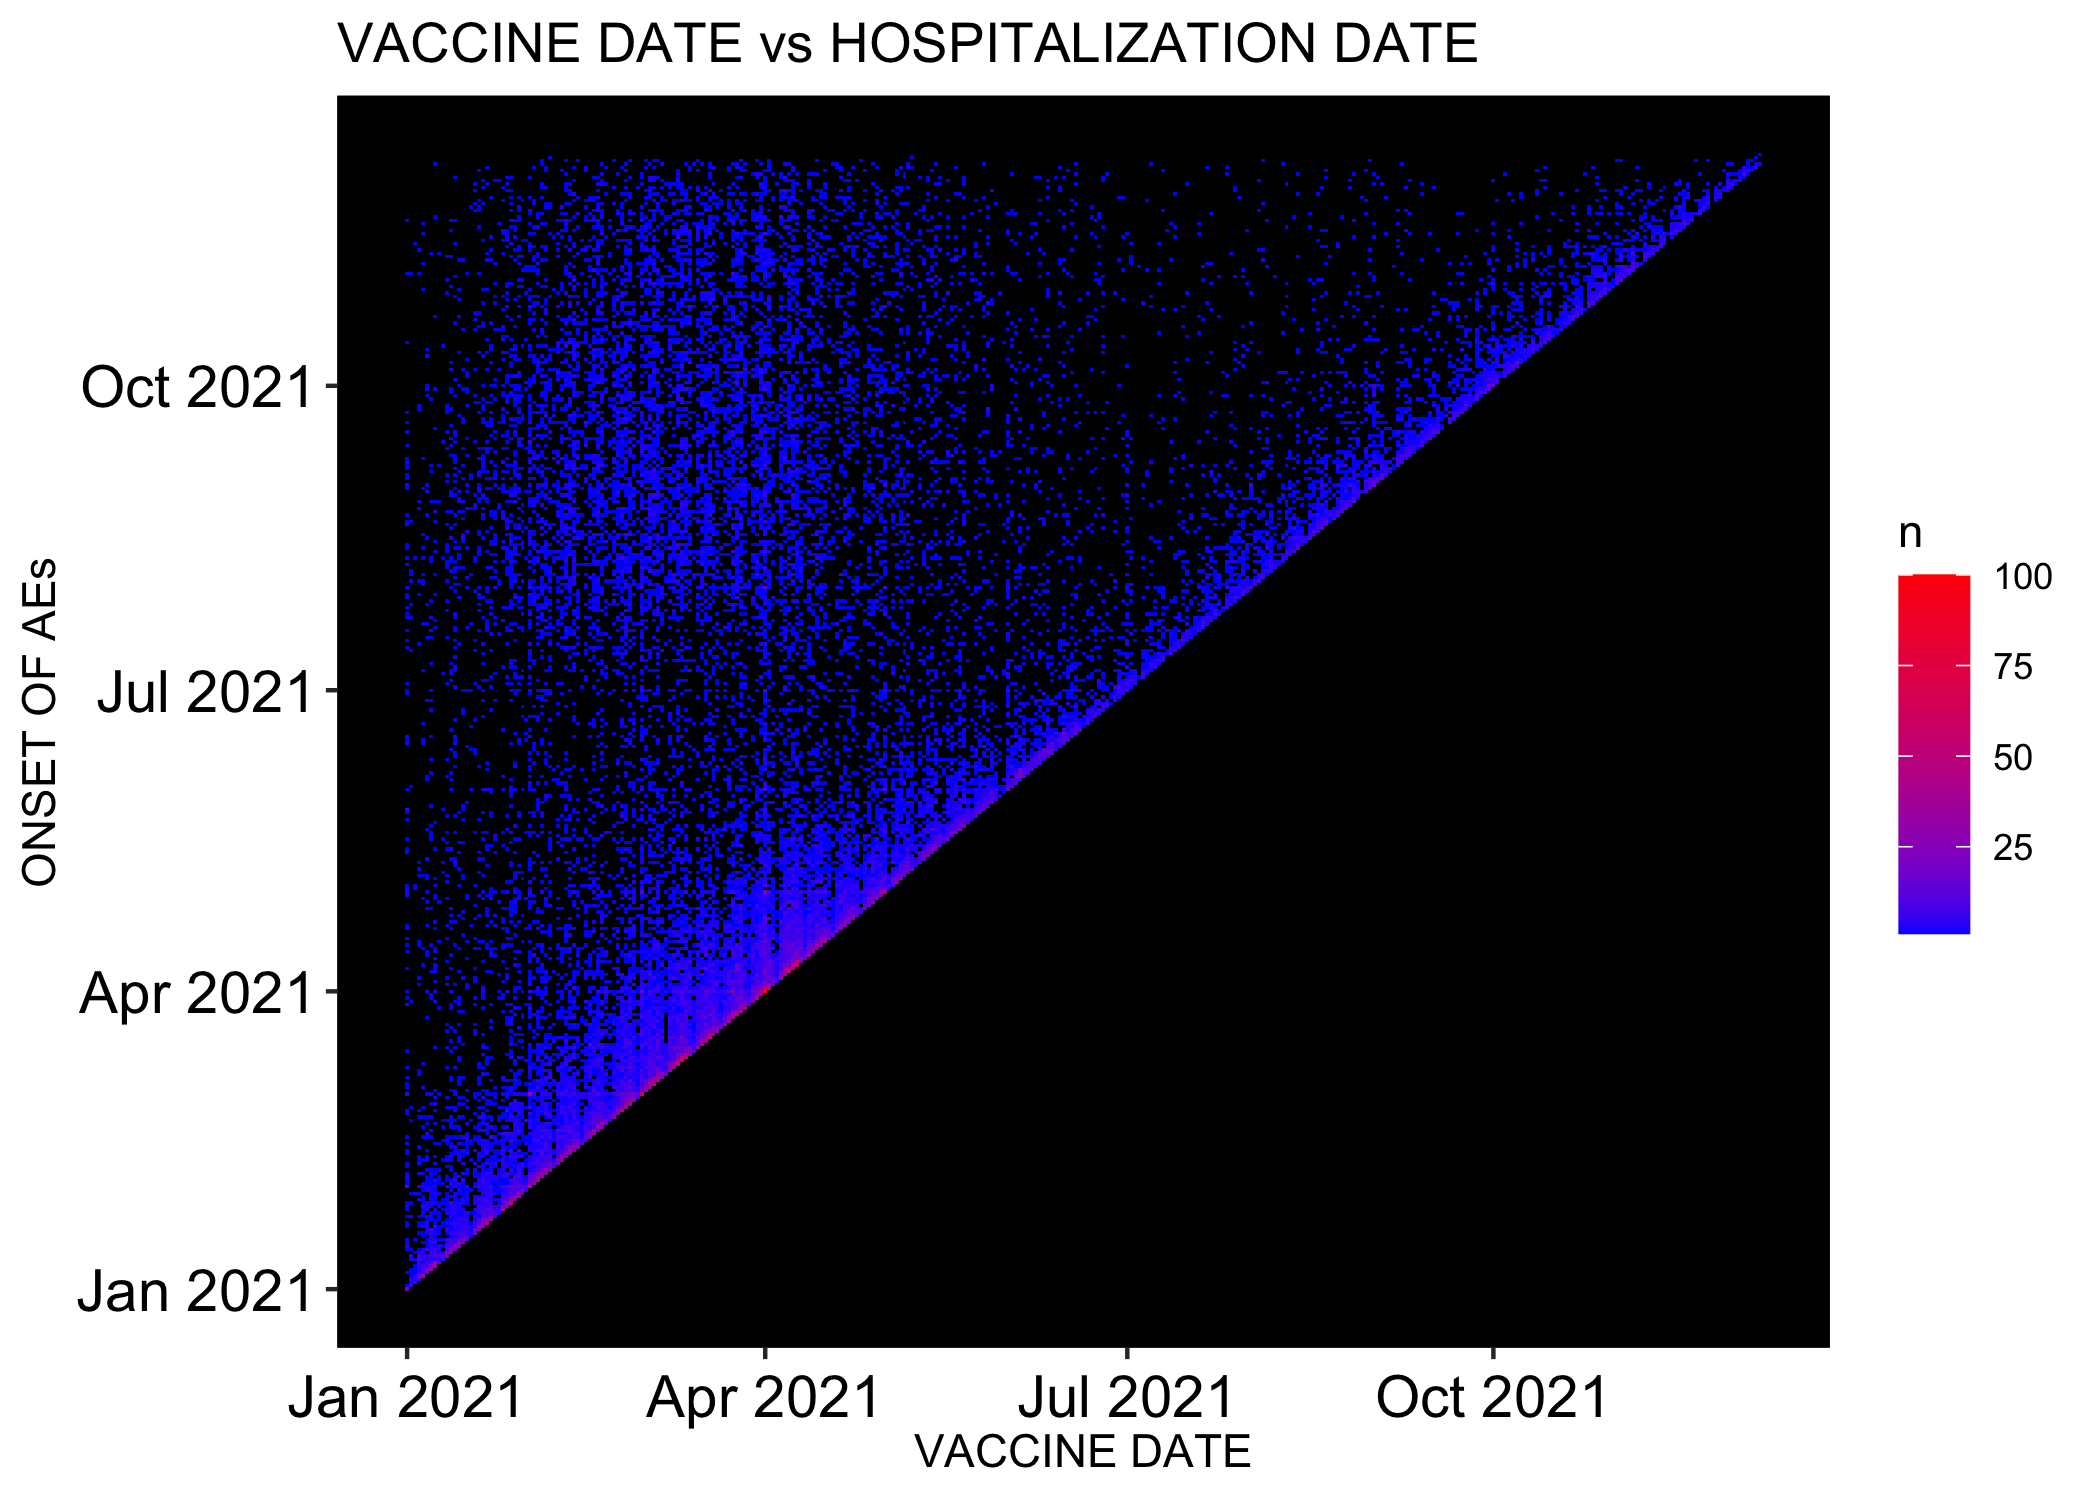 VACCINE DATE vs HOSPITALIZATION DATE
ONSET OF AEs
Oct 2021
Jul 2021
Apr 2021
Jan 2021
Jan 2021 Apr 2021 Jul 2021 Oct 2021
VACCINE DATE
n
100
75
50
25